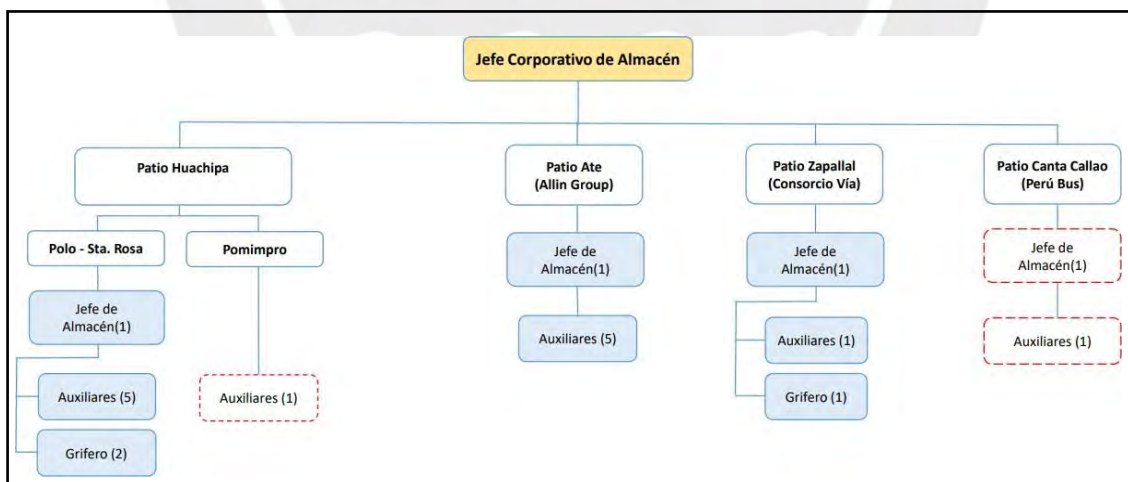 Jefe Corporativo de Almacén
Patio Huachipa
Patio Ate
(Allin Group)
Patio Zapallal
(Consorcio Vía)
Patio Canta Callao
(Perú Bus)
Polo - Sta. Rosa
Pomimpro
Jefe de
Almacén(1)
Jefe de
Almacén(1)
Jefe de
Almacén(1)
Jefe de
Almacén(1)
Auxiliares (5)
Auxiliares (1)
Auxiliares (1)
Auxiliares (5)
Auxiliares (1)
Grifero (1)
Grifero (2)